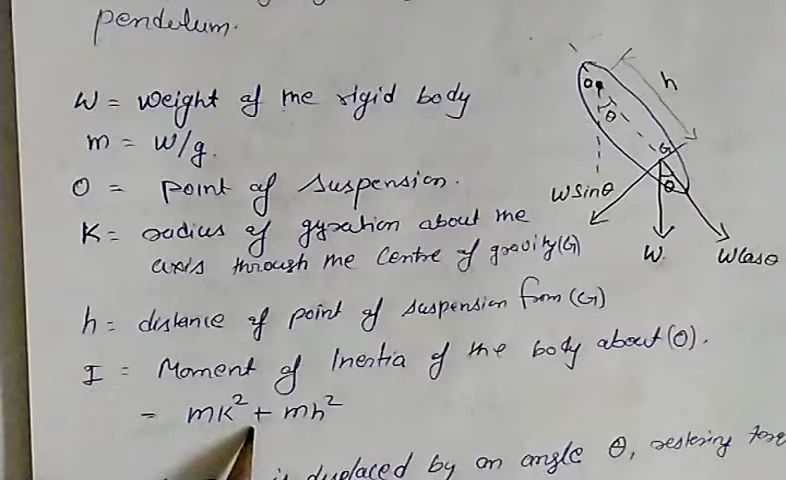 pendulum.
W = Weight of the rigid body
m = W/g.
O = Point of Suspension.
K = radius of gyration about the
axis through the Centre of gravity(G)
h = distance of point of suspension from (G)
I = Moment of Inertia of the body about (O).
= mk² + mh²
is displaced by an angle θ, restoring
O
θ
h
G
θ
W sinθ
W
W cosθ